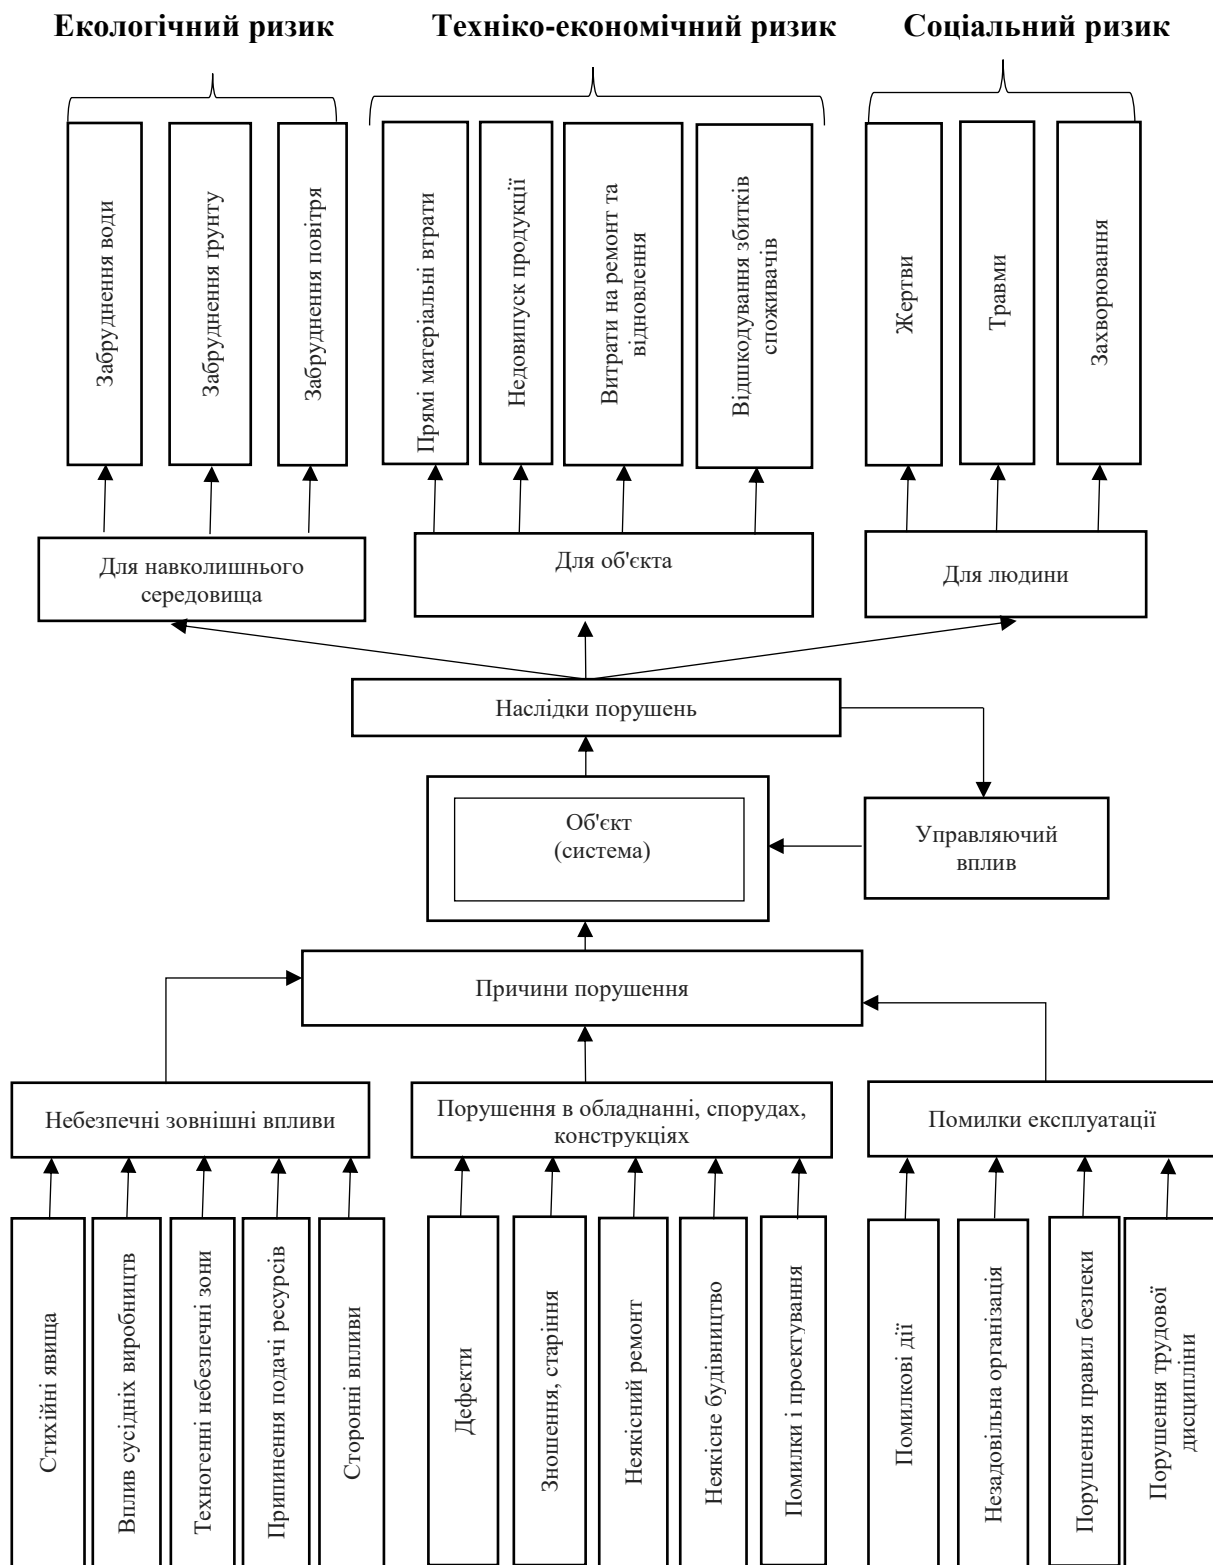 Екологічний ризик
Техніко-економічний ризик
Соціальний ризик
Забруднення води
Забруднення ґрунту
Забруднення повітря
Прямі матеріальні втрати
Недовипуск продукції
Витрати на ремонт та
відновлення
Відшкодування збитків
споживачів
Жертви
Травми
Захворювання
Для навколишнього
середовища
Для об'єкта
Для людини
Наслідки порушень
Об'єкт
(система)
Управляючий
вплив
Причини порушення
Небезпечні зовнішні впливи
Порушення в обладнанні, спорудах,
конструкціях
Помилки експлуатації
Стихійні явища
Вплив сусідніх виробництв
Техногенні небезпечні зони
Припинення подачі ресурсів
Сторонні впливи
Дефекти
Зношення, старіння
Неякісний ремонт
Неякісне будівництво
Помилки і проектування
Помилкові дії
Незадовільна організація
Порушення правил безпеки
Порушення трудової
дисципліни